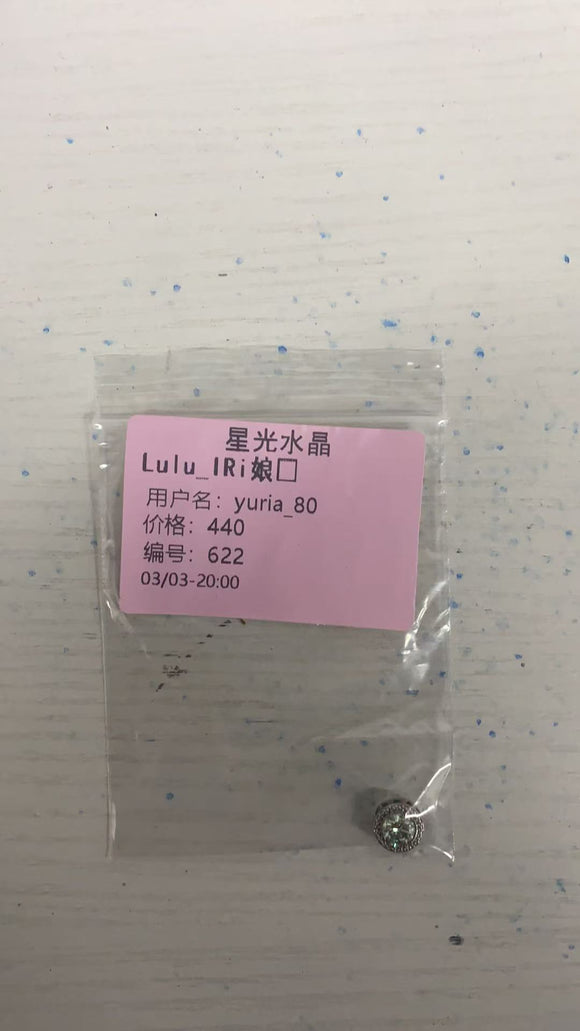 星光水晶
Lulu_IRi娘□
用户名：yuria_80
价格：440
编号：622
03/03-20:00